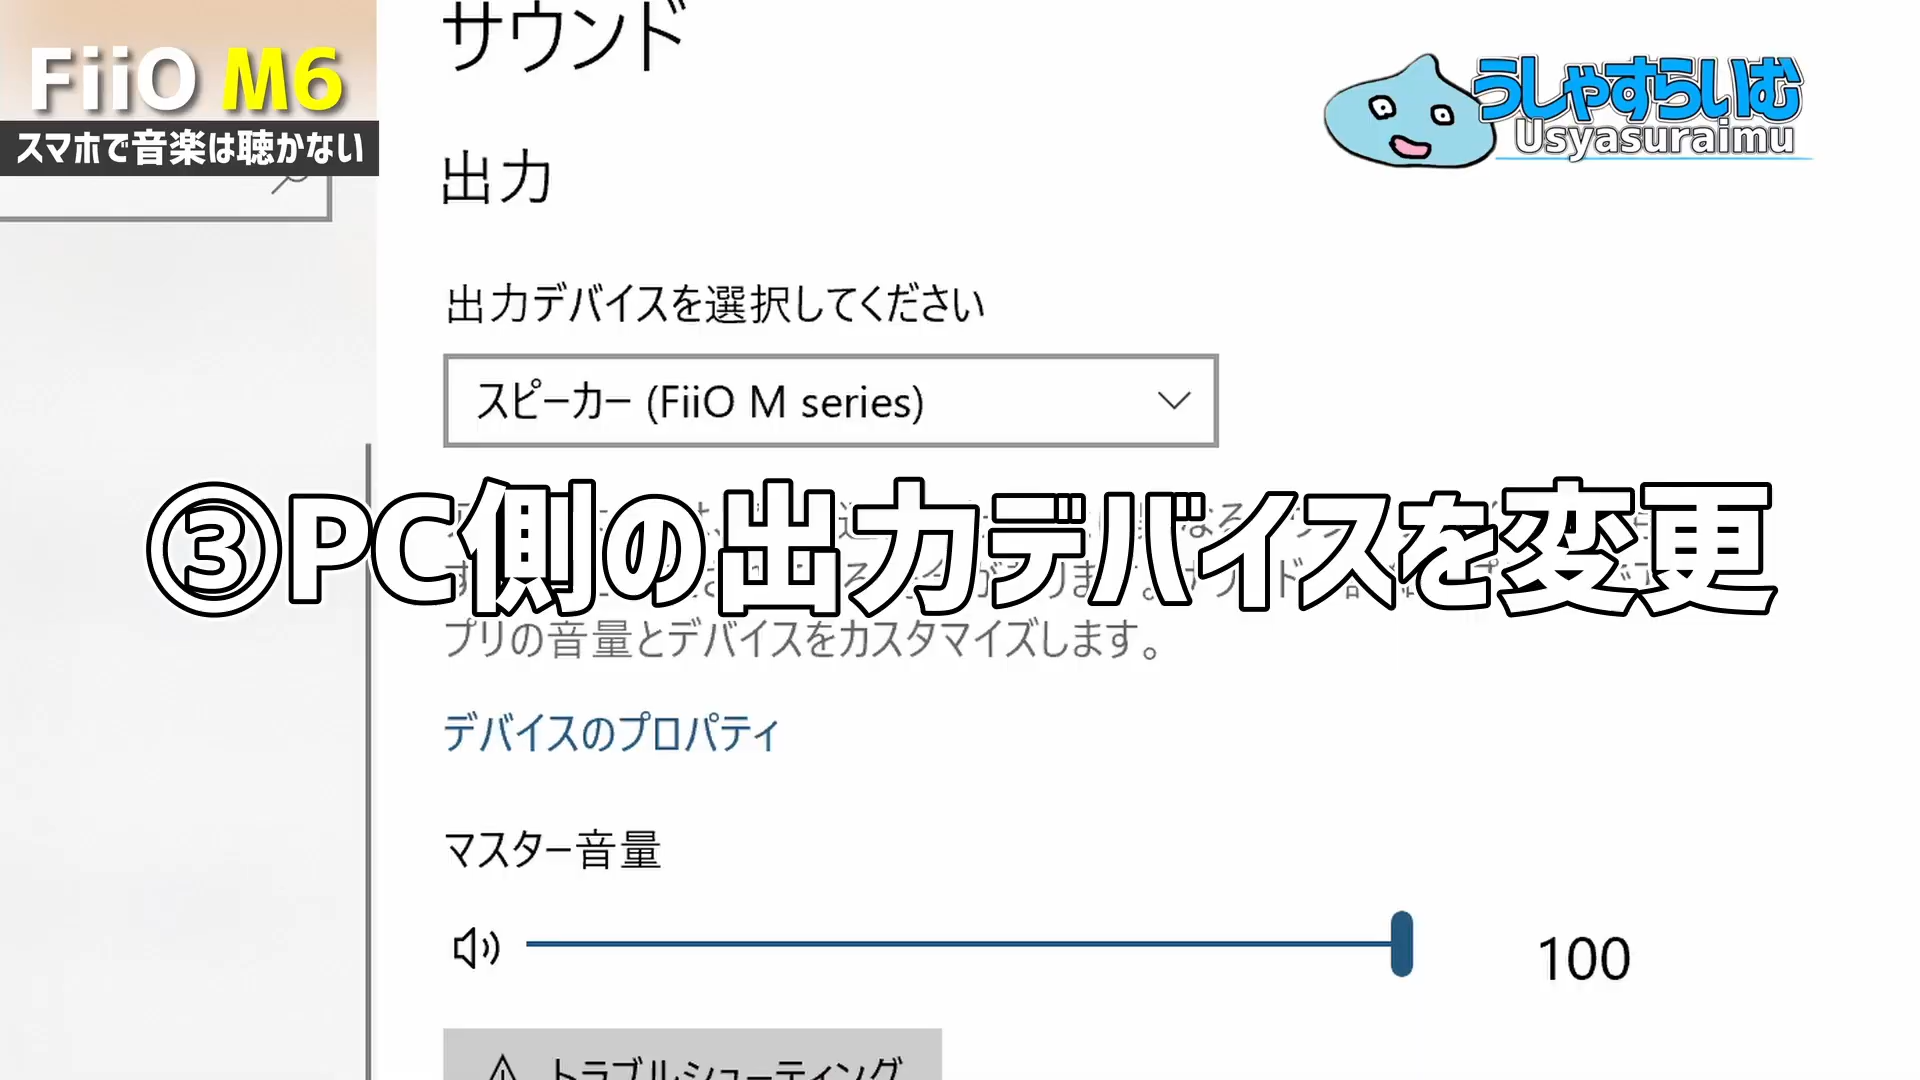 FiiO M6
スマホで音楽は聴かない
うしゃすらいむ
Usyasuraimu
サウンド
出力
出力デバイスを選択してください
スピーカー (FiiO M series)
③PC側の出力デバイスを変更
プリの音量とデバイスをカスタマイズします。
デバイスのプロパティ
マスター音量
100
トラブルシューティング